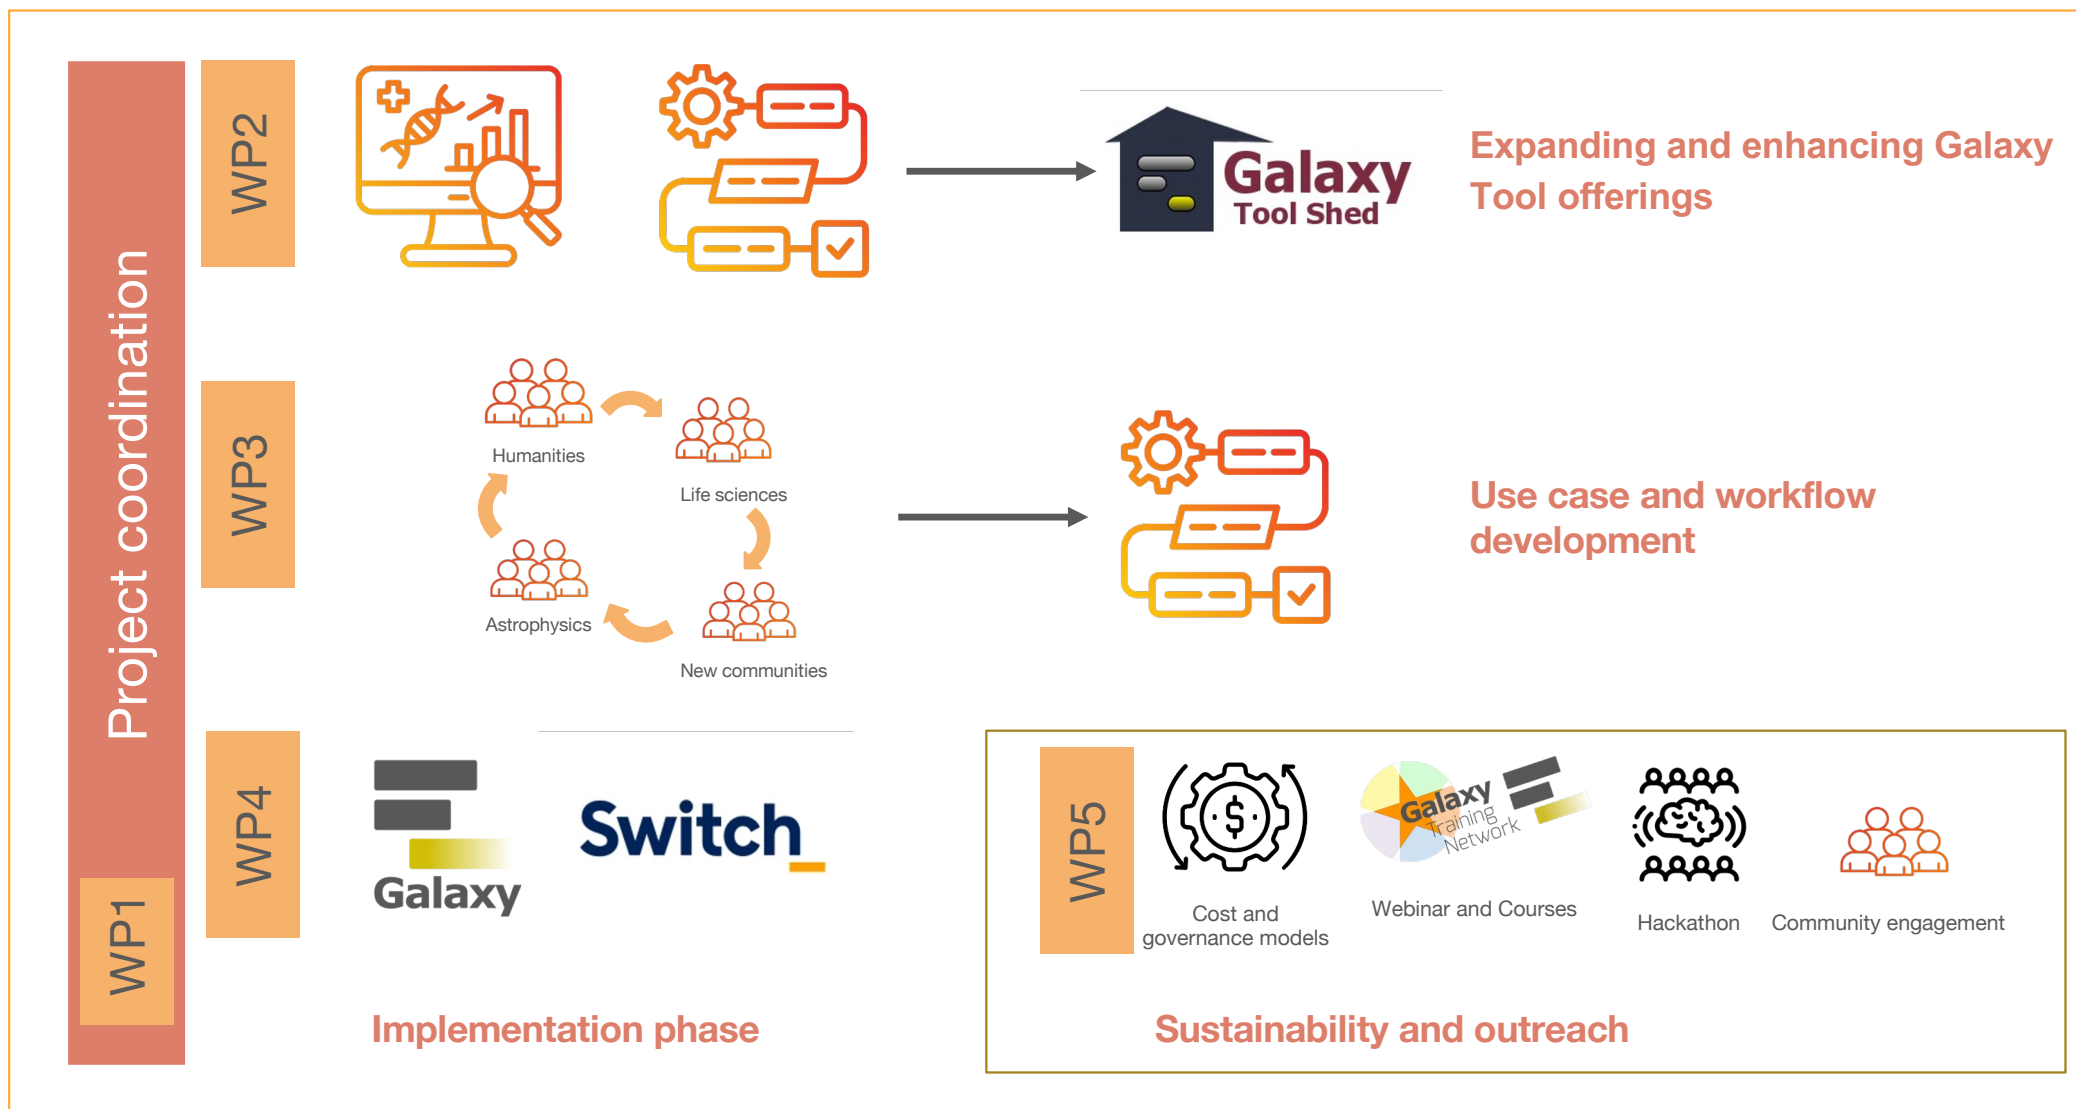 Project coordination
WP1
WP2
Galaxy
Tool Shed
Expanding and enhancing Galaxy
Tool offerings
WP3
Humanities
Life sciences
Astrophysics
New communities
Use case and workflow
development
WP4
Galaxy
Switch_
Implementation phase
WP5
$
Cost and
governance models
Galaxy
Training
Network
Webinar and Courses
Hackathon
Community engagement
Sustainability and outreach